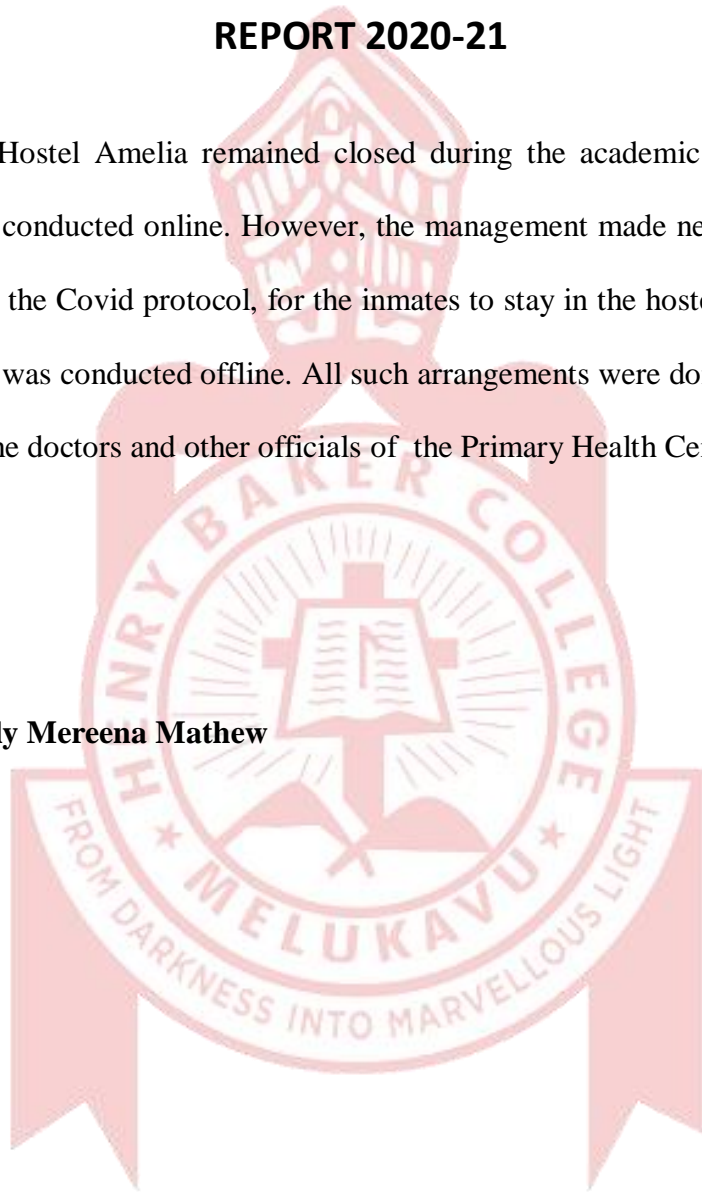 REPORT 2020-21
Hostel Amelia remained closed during the academic
conducted online. However, the management made ne
the Covid protocol, for the inmates to stay in the hoste
was conducted offline. All such arrangements were do
ne doctors and other officials of the Primary Health Cer
ly Mereena Mathew
HENRY BAKER COLLEGE
★ MELUKAVU ★
FROM DARKNESS INTO MARVELLOUS LIGHT